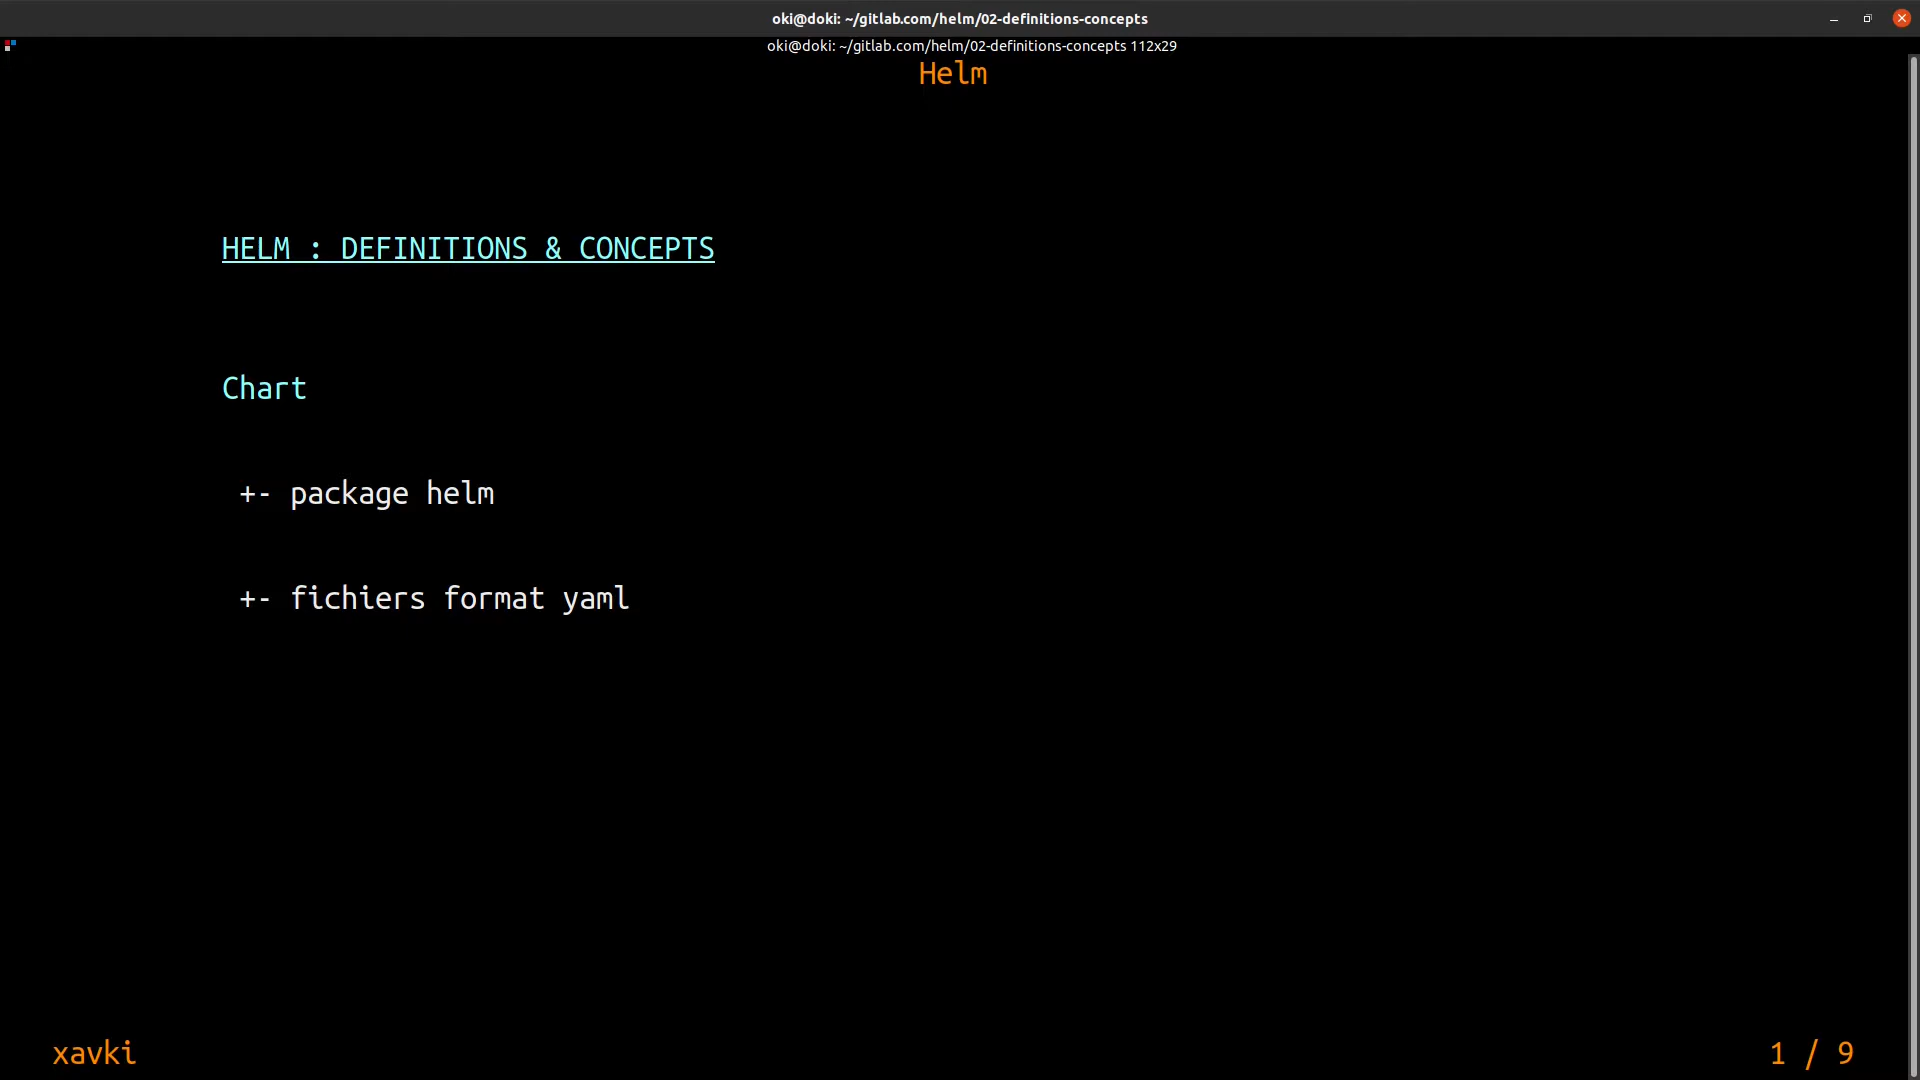 oki@doki: ~/gitlab.com/helm/02-definitions-concepts
oki@doki: ~/gitlab.com/helm/02-definitions-concepts 112x29
Helm
HELM : DEFINITIONS & CONCEPTS
Chart
+- package helm
+- fichiers format yaml
xavki
1 / 9